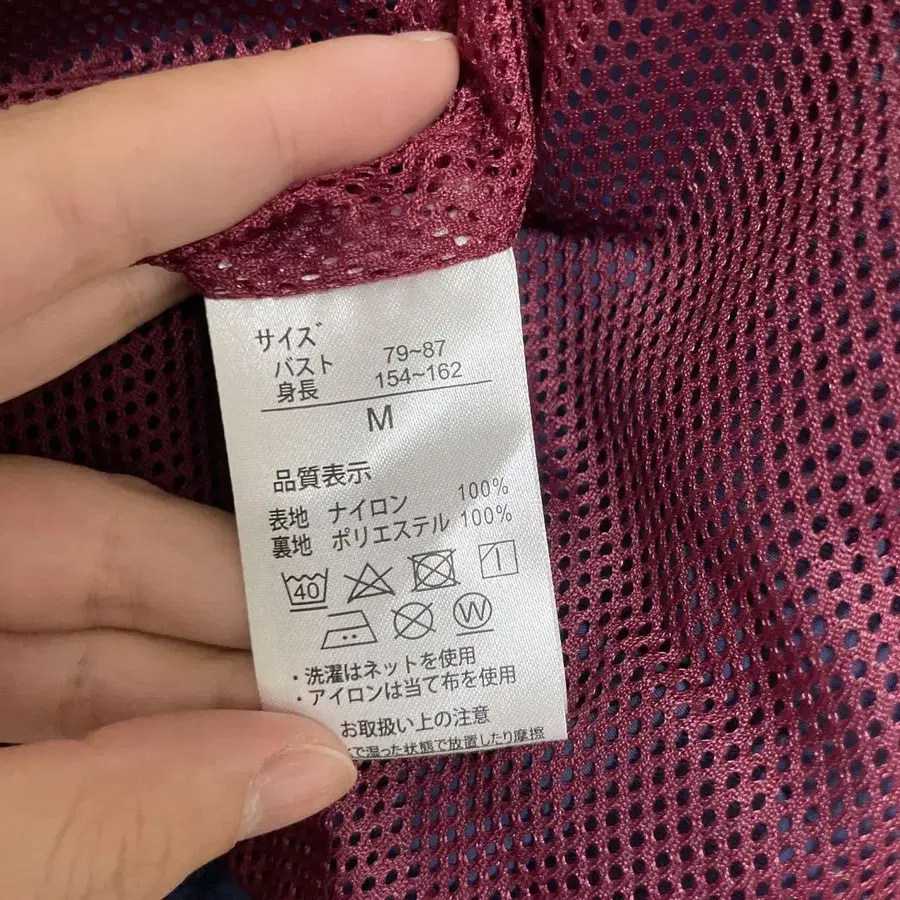 サイズ
バスト 79~87
身長 154~162
M
品質表示
表地 ナイロン 100%
裏地 ポリエステル 100%
40
W
・洗濯はネットを使用
・アイロンは当て布を使用
お取扱い上の注意
で湿った状態で放置したり摩擦